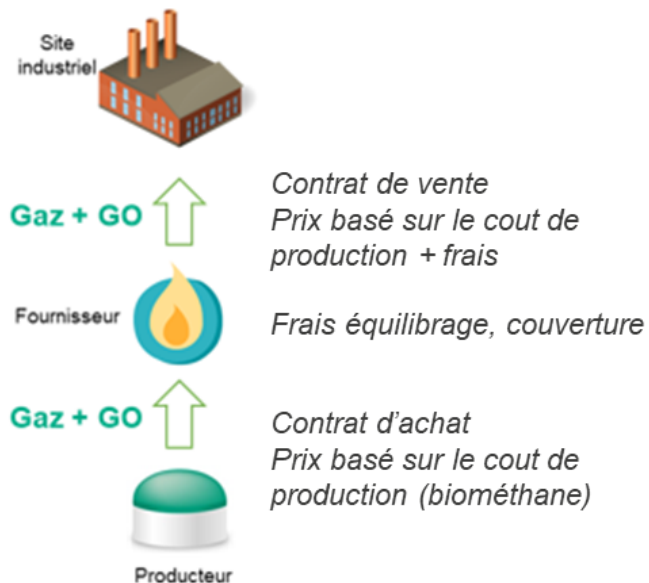 Site
industriel
Gaz + GO
Contrat de vente
Prix basé sur le cout de
production + frais
Fournisseur
Frais équilibrage, couverture
Gaz + GO
Contrat d'achat
Prix basé sur le cout de
production (biométhane)
Producteur